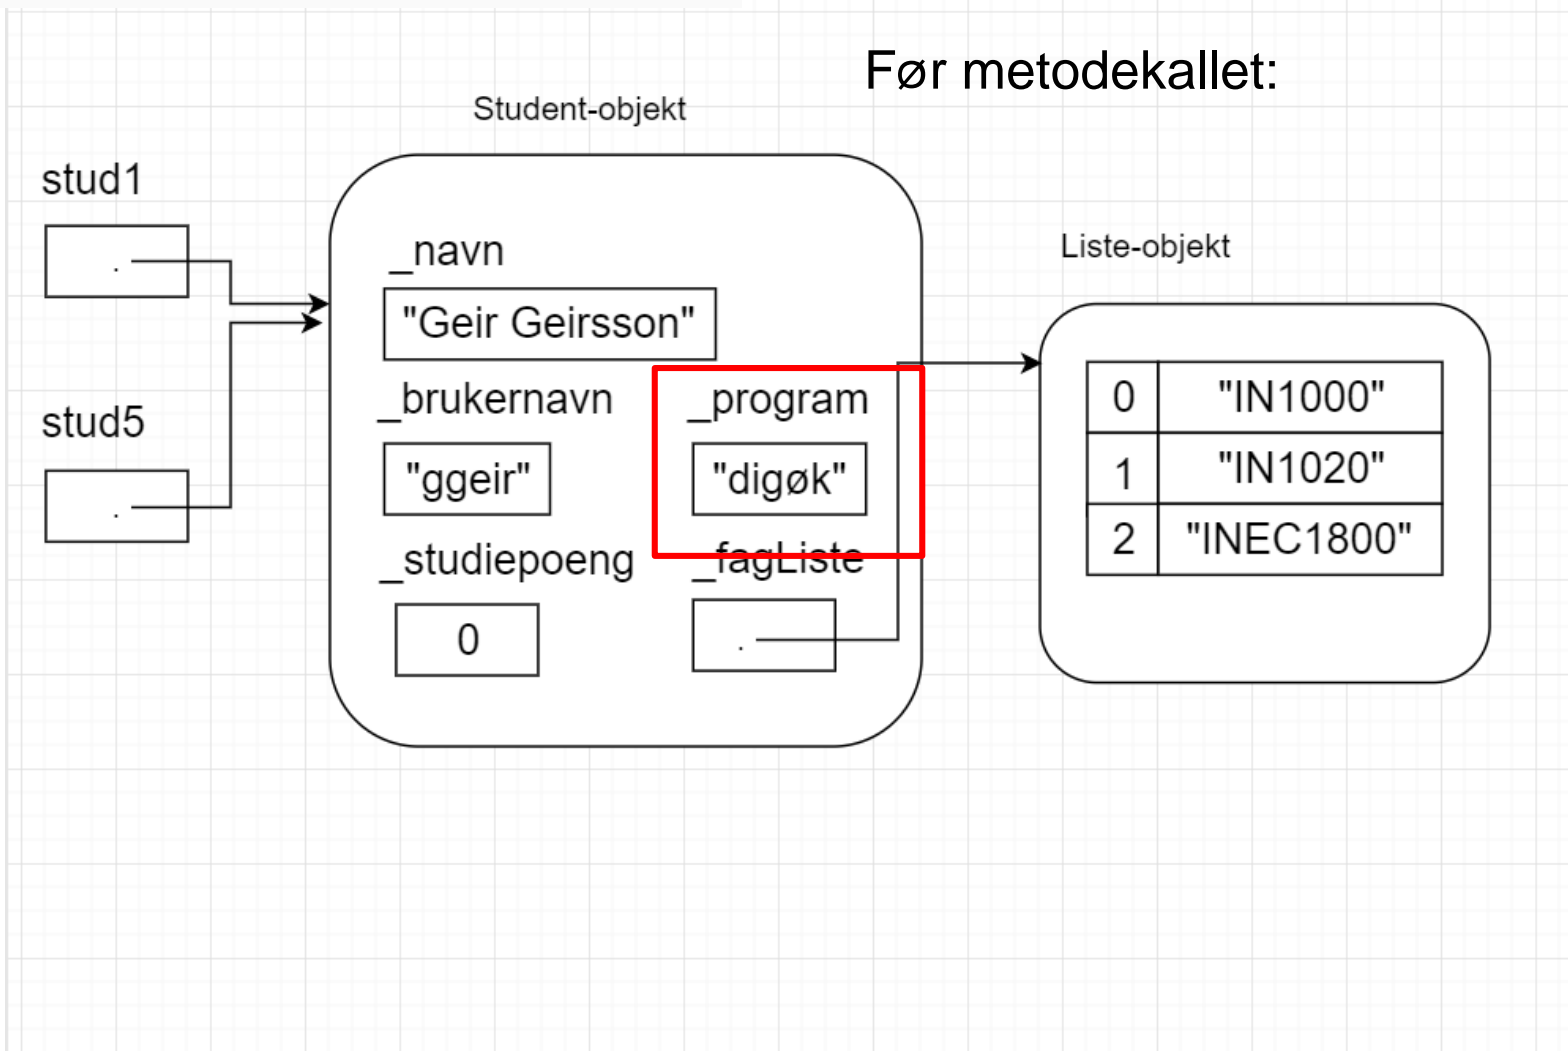 Før metodekallet:
Student-objekt
stud1
_navn
"Geir Geirsson"
Liste-objekt
_brukernavn
_program
stud5
"ggeir"
"digøk"
_studiepoeng
_fagListe
0
.
.
.
0 "IN1000"
1 "IN1020"
2 "INEC1800"